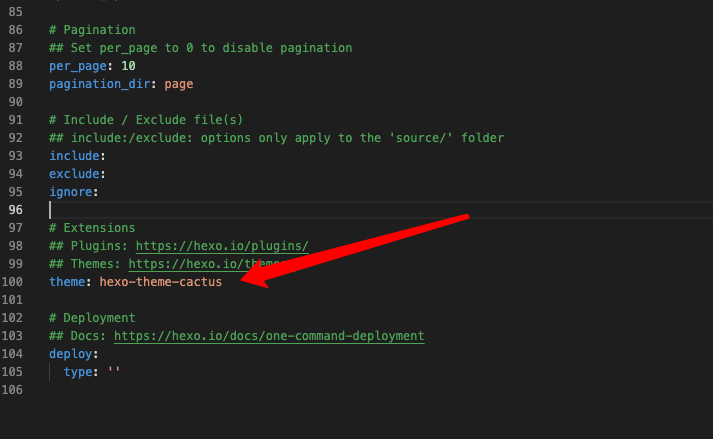 85
86 # Pagination
87 ## Set per_page to 0 to disable pagination
88 per_page: 10
89 pagination_dir: page
90
91 # Include / Exclude file(s)
92 ## include:/exclude: options only apply to the 'source/' folder
93 include:
94 exclude:
95 ignore:
96
97 # Extensions
98 ## Plugins: https://hexo.io/plugins/
99 ## Themes: https://hexo.io/theme
100 theme: hexo-theme-cactus
101
102 # Deployment
103 ## Docs: https://hexo.io/docs/one-command-deployment
104 deploy:
105   type: ''
106